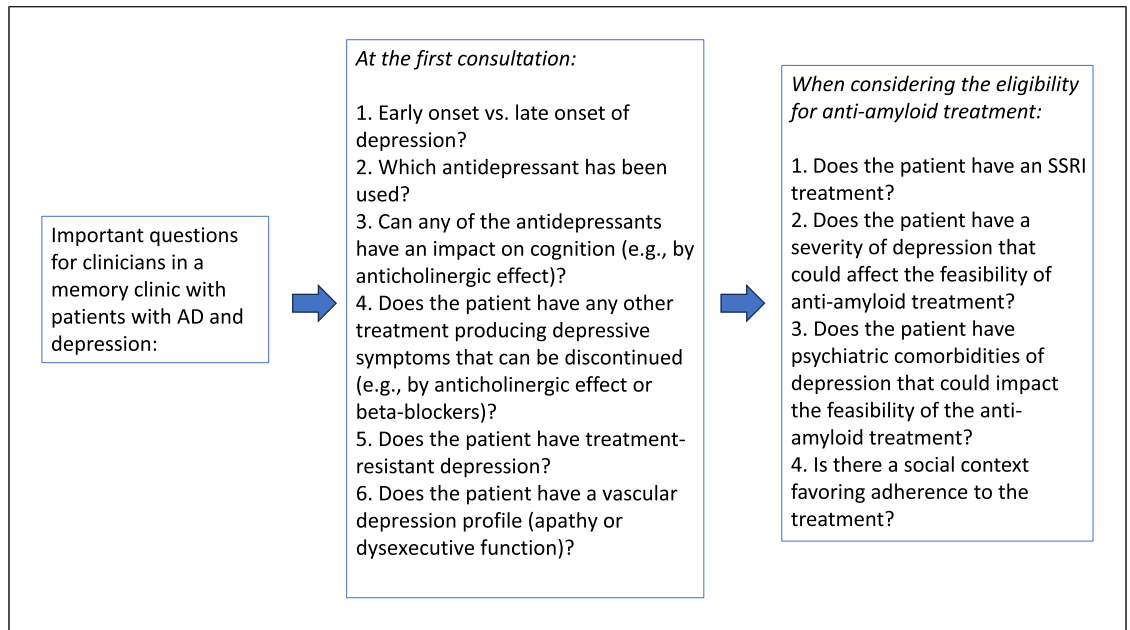 Important questions
for clinicians in a
memory clinic with
patients with AD and
depression:
At the first consultation:
1. Early onset vs. late onset of
depression?
2. Which antidepressant has been
used?
3. Can any of the antidepressants
have an impact on cognition (e.g., by
anticholinergic effect)?
4. Does the patient have any other
treatment producing depressive
symptoms that can be discontinued
(e.g., by anticholinergic effect or
beta-blockers)?
5. Does the patient have treatment-
resistant depression?
6. Does the patient have a vascular
depression profile (apathy or
dysexecutive function)?
When considering the eligibility
for anti-amyloid treatment:
1. Does the patient have an SSRI
treatment?
2. Does the patient have a
severity of depression that
could affect the feasibility of
anti-amyloid treatment?
3. Does the patient have
psychiatric comorbidities of
depression that could impact
the feasibility of the anti-
amyloid treatment?
4. Is there a social context
favoring adherence to the
treatment?